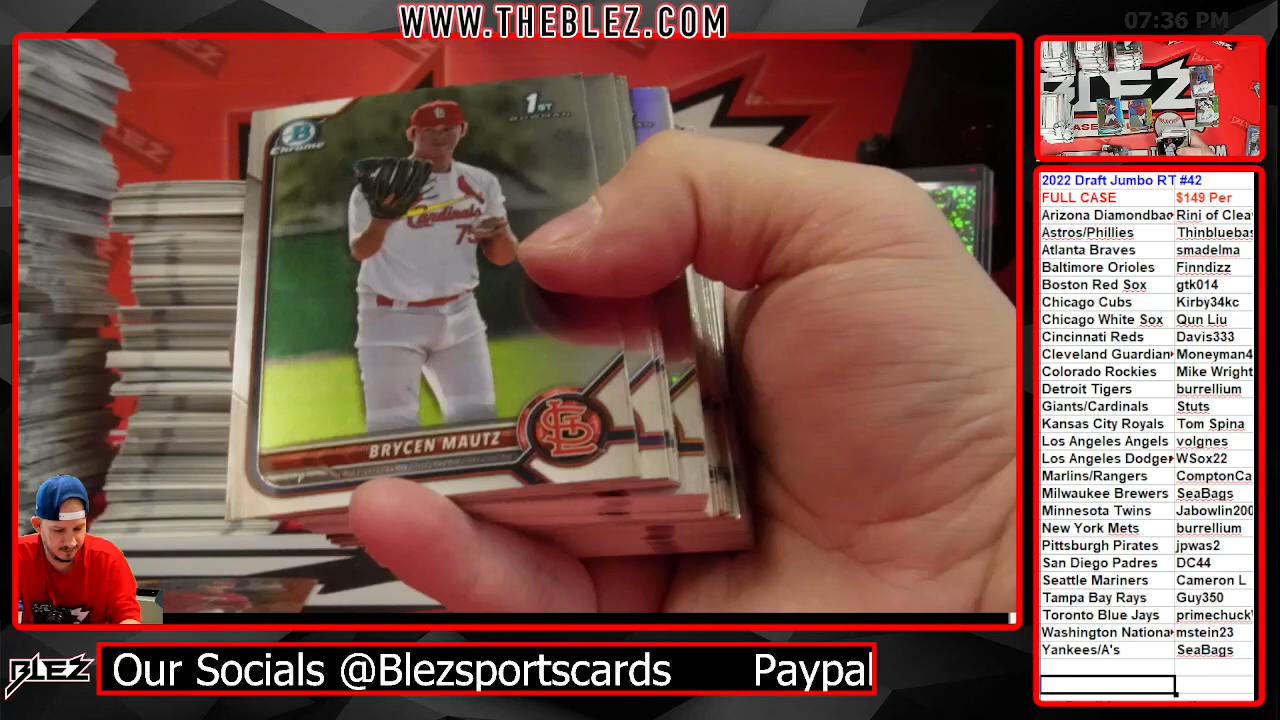 WWW.THEBLEZ.COM
07:36 PM
B
Chrome
1ST
BOWMAN
Cardinals
BRYCEN MAUTZ
BLEZ
2022 Draft Jumbo RT #42
FULL CASE $149 Per
Arizona Diamondbac Rini of Clea
Astros/Phillies Thinbluebas
Atlanta Braves smadelma
Baltimore Orioles Finndizz
Boston Red Sox gtk014
Chicago Cubs Kirby34kc
Chicago White Sox Qun Liu
Cincinnati Reds Davis333
Cleveland Guardian Moneyman4
Colorado Rockies Mike Wright
Detroit Tigers burrellium
Giants/Cardinals Stuts
Kansas City Royals Tom Spina
Los Angeles Angels volgnes
Los Angeles Dodger WSox22
Marlins/Rangers ComptonCa
Milwaukee Brewers SeaBags
Minnesota Twins Jabowlin200
New York Mets burrellium
Pittsburgh Pirates jpwas2
San Diego Padres DC44
Seattle Mariners Cameron L
Tampa Bay Rays Guy350
Toronto Blue Jays primechuck
Washington Nationa mstein23
Yankees/A's SeaBags
BLEZ
Our Socials @Blezsportscards Paypal